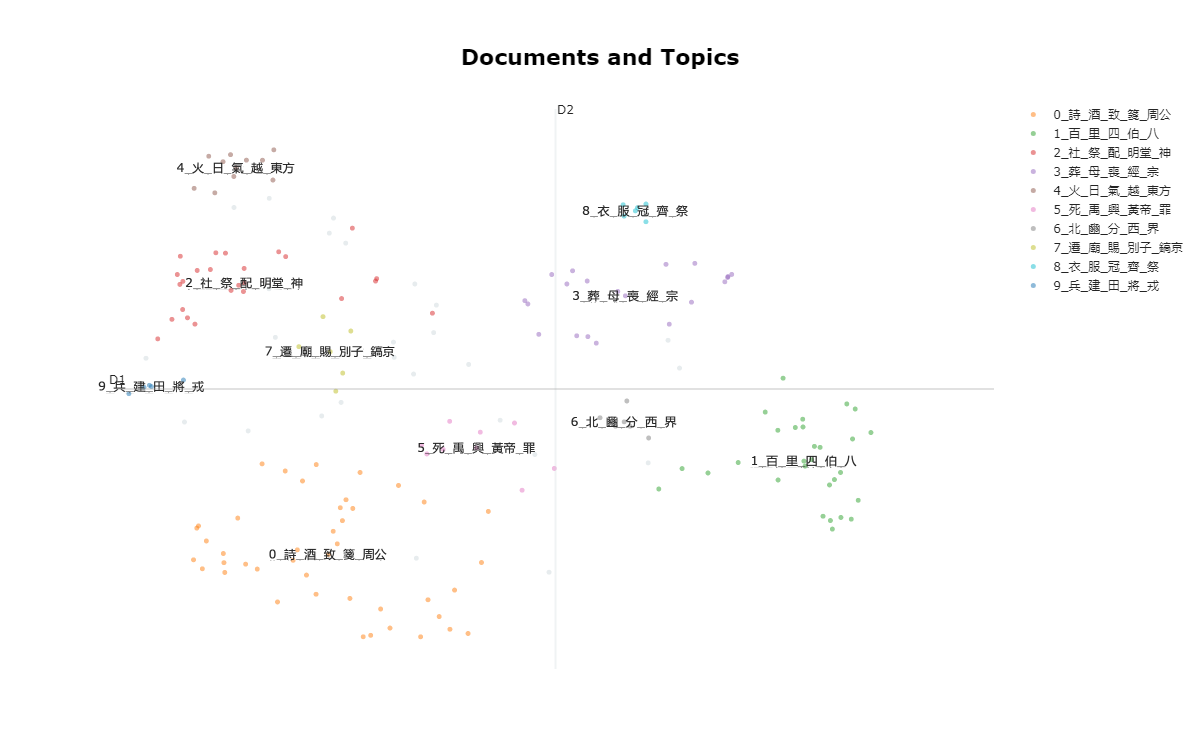 Documents and Topics
D2
D1
4_火_日_氣_越_東方
8_衣_服_冠_齊_祭
2_社_祭_配_明堂_神
3_葬_母_喪_經_宗
7_遷_廟_賜_別子_鎬京
9_兵_建_田_將_戎
6_北_豳_分_西_界
5_死_禹_興_黃帝_罪
1_百_里_四_伯_八
0_詩_酒_致_箋_周公
0_詩_酒_致_箋_周公
1_百_里_四_伯_八
2_社_祭_配_明堂_神
3_葬_母_喪_經_宗
4_火_日_氣_越_東方
5_死_禹_興_黃帝_罪
6_北_豳_分_西_界
7_遷_廟_賜_別子_鎬京
8_衣_服_冠_齊_祭
9_兵_建_田_將_戎